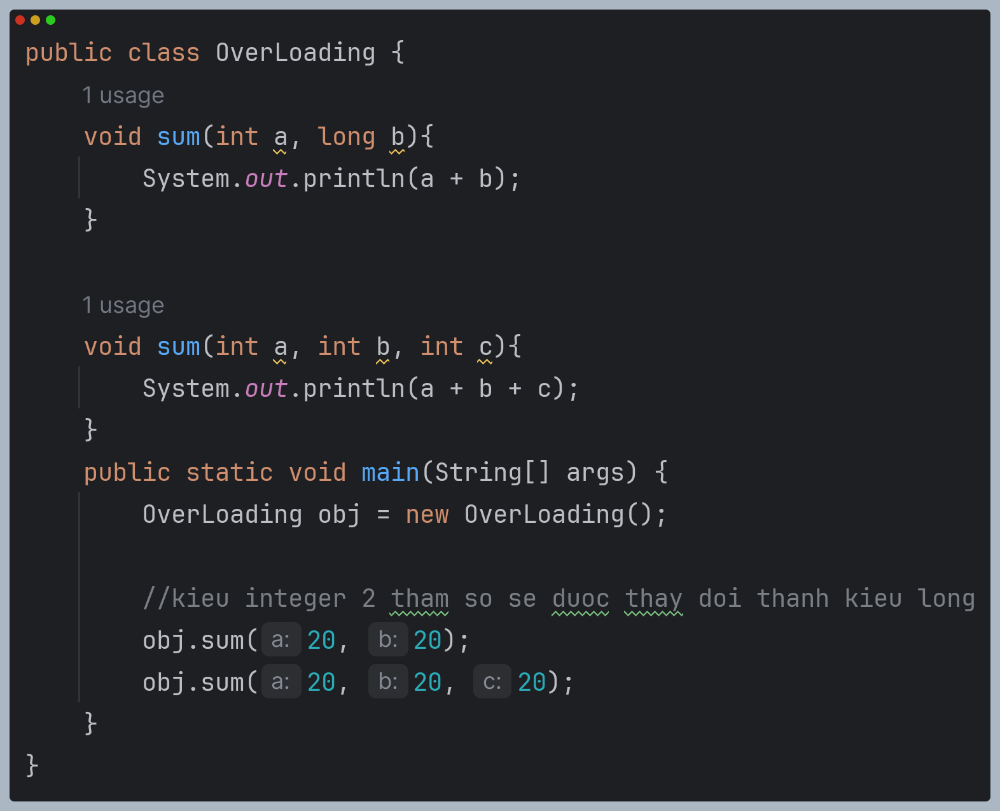 public class OverLoading {
1 usage
void sum(int a, long b){
System.out.println(a + b);
}
1 usage
void sum(int a, int b, int c){
System.out.println(a + b + c);
}
public static void main(String[] args) {
OverLoading obj = new OverLoading();
//kieu integer 2 tham so se duoc thay doi thanh kieu long
obj.sum( a: 20, b: 20);
obj.sum( a: 20, b: 20, c: 20);
}
}